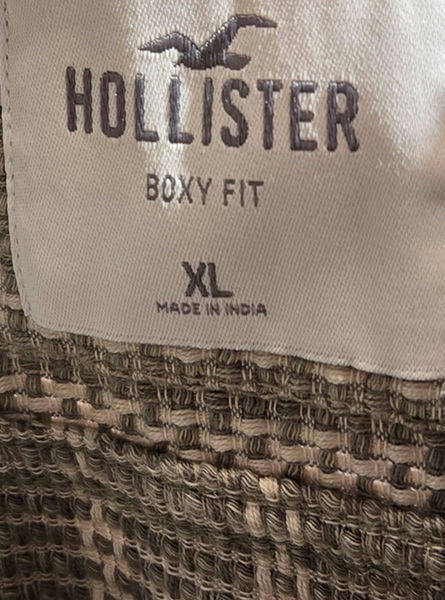 HOLLISTER
BOXY FIT
XL
MADE IN INDIA